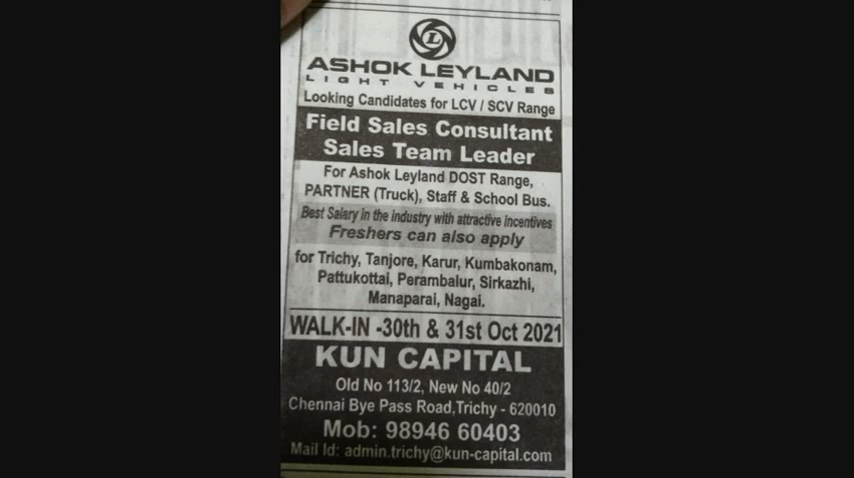 ASHOK LEYLAND
LIGHT VEHICLES
Looking Candidates for LCV / SCV Range
Field Sales Consultant
Sales Team Leader
For Ashok Leyland DOST Range,
PARTNER (Truck), Staff & School Bus.
Best Salary in the industry with attractive incentives
Freshers can also apply
for Trichy, Tanjore, Karur, Kumbakonam,
Pattukottai, Perambalur, Sirkazhi,
Manaparai, Nagai.
WALK-IN -30th & 31st Oct 2021
KUN CAPITAL
Old No 113/2, New No 40/2
Chennai Bye Pass Road,Trichy - 620010
Mob: 98946 60403
Mail Id: admin.trichy@kun-capital.com